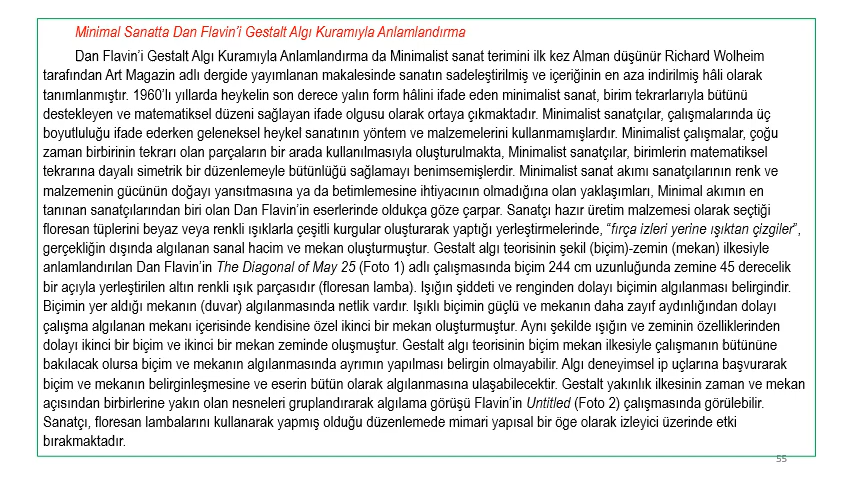 Minimal Sanatta Dan Flavin’i Gestalt Algı Kuramıyla Anlamlandırma
Dan Flavin’i Gestalt Algı Kuramıyla Anlamlandırma da Minimalist sanat terimini ilk kez Alman düşünür Richard Wolheim
tarafından Art Magazin adlı dergide yayımlanan makalesinde sanatın sadeleştirilmiş ve içeriğinin en aza indirilmiş hâli olarak
tanımlanmıştır. 1960’lı yıllarda heykelin son derece yalın form hâlini ifade eden minimalist sanat, birim tekrarlarıyla bütünü
destekleyen ve matematiksel düzeni sağlayan ifade olgusu olarak ortaya çıkmaktadır. Minimalist sanatçılar, çalışmalarında üç
boyutluluğu ifade ederken geleneksel heykel sanatının yöntem ve malzemelerini kullanmamışlardır. Minimalist çalışmalar, çoğu
zaman birbirinin tekrarı olan parçaların bir arada kullanılmasıyla oluşturulmakta, Minimalist sanatçılar, birimlerin matematiksel
tekrarına dayalı simetrik bir düzenlemeyle bütünlüğü sağlamayı benimsemişlerdir. Minimalist sanat akımı sanatçılarının renk ve
malzemenin gücünün doğayı yansıtmasına ya da betimlemesine ihtiyacının olmadığına olan yaklaşımları, Minimal akımın en
tanınan sanatçılarından biri olan Dan Flavin’in eserlerinde oldukça göze çarpar. Sanatçı hazır üretim malzemesi olarak seçtiği
floresan tüplerini beyaz veya renkli ışıklarla çeşitli kurgular oluşturarak yaptığı yerleştirmelerinde, “fırça izleri yerine ışıktan çizgiler”,
gerçekliğin dışında algılanan sanal hacim ve mekan oluşturmuştur. Gestalt algı teorisinin şekil (biçim)-zemin (mekan) ilkesiyle
anlamlandırılan Dan Flavin’in The Diagonal of May 25 (Foto 1) adlı çalışmasında biçim 244 cm uzunluğunda zemine 45 derecelik
bir açıyla yerleştirilen altın renkli ışık parçasıdır (floresan lamba). Işığın şiddeti ve renginden dolayı biçimin algılanması belirgindir.
Biçimin yer aldığı mekanın (duvar) algılanmasında netlik vardır. Işıklı biçimin güçlü ve mekanın daha zayıf aydınlığından dolayı
çalışma algılanan mekanı içerisinde kendisine özel ikinci bir mekan oluşturmuştur. Aynı şekilde ışığın ve zeminin özelliklerinden
dolayı ikinci bir biçim ve ikinci bir mekan zeminde oluşmuştur. Gestalt algı teorisinin biçim mekan ilkesiyle çalışmanın bütününe
bakılacak olursa biçim ve mekanın algılanmasında ayrımın yapılması belirgin olmayabilir. Algı deneyimsel ip uçlarına başvurarak
biçim ve mekanın belirginleşmesine ve eserin bütün olarak algılanmasına ulaşabilecektir. Gestalt yakınlık ilkesinin zaman ve mekan
açısından birbirlerine yakın olan nesneleri gruplandırarak algılama görüşü Flavin’in Untitled (Foto 2) çalışmasında görülebilir.
Sanatçı, floresan lambalarını kullanarak yapmış olduğu düzenlemede mimari yapısal bir öge olarak izleyici üzerinde etki
bırakmaktadır.
55